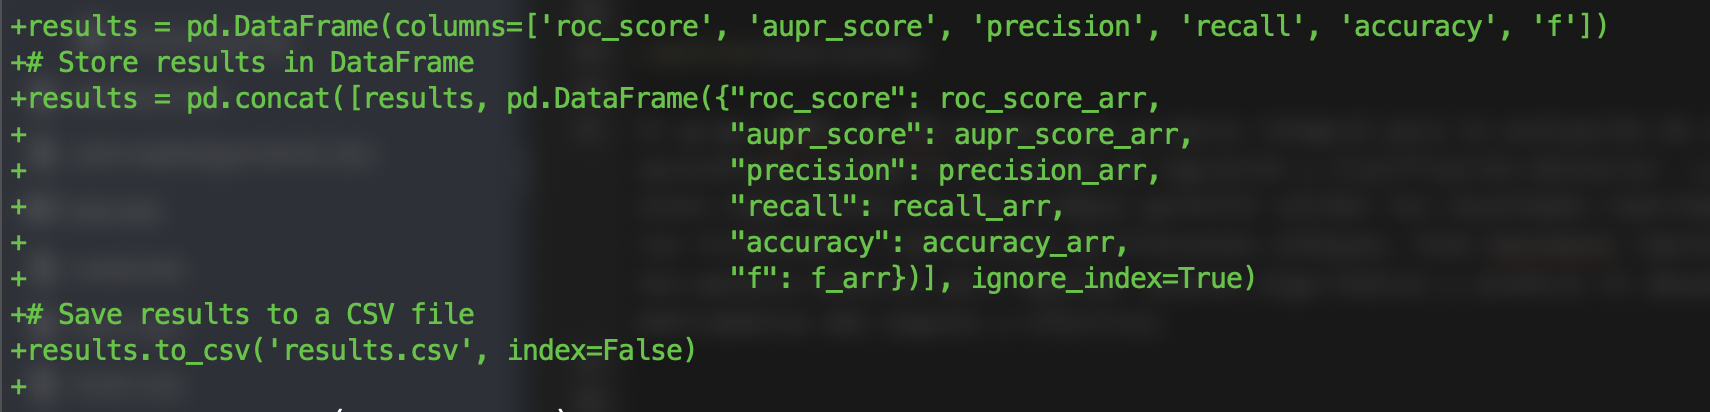 +results = pd.DataFrame(columns=['roc_score', 'aupr_score', 'precision', 'recall', 'accuracy', 'f'])
+# Store results in DataFrame
+results = pd.concat([results, pd.DataFrame({"roc_score": roc_score_arr,
+                                            "aupr_score": aupr_score_arr,
+                                            "precision": precision_arr,
+                                            "recall": recall_arr,
+                                            "accuracy": accuracy_arr,
+                                            "f": f_arr})], ignore_index=True)
+# Save results to a CSV file
+results.to_csv('results.csv', index=False)
+